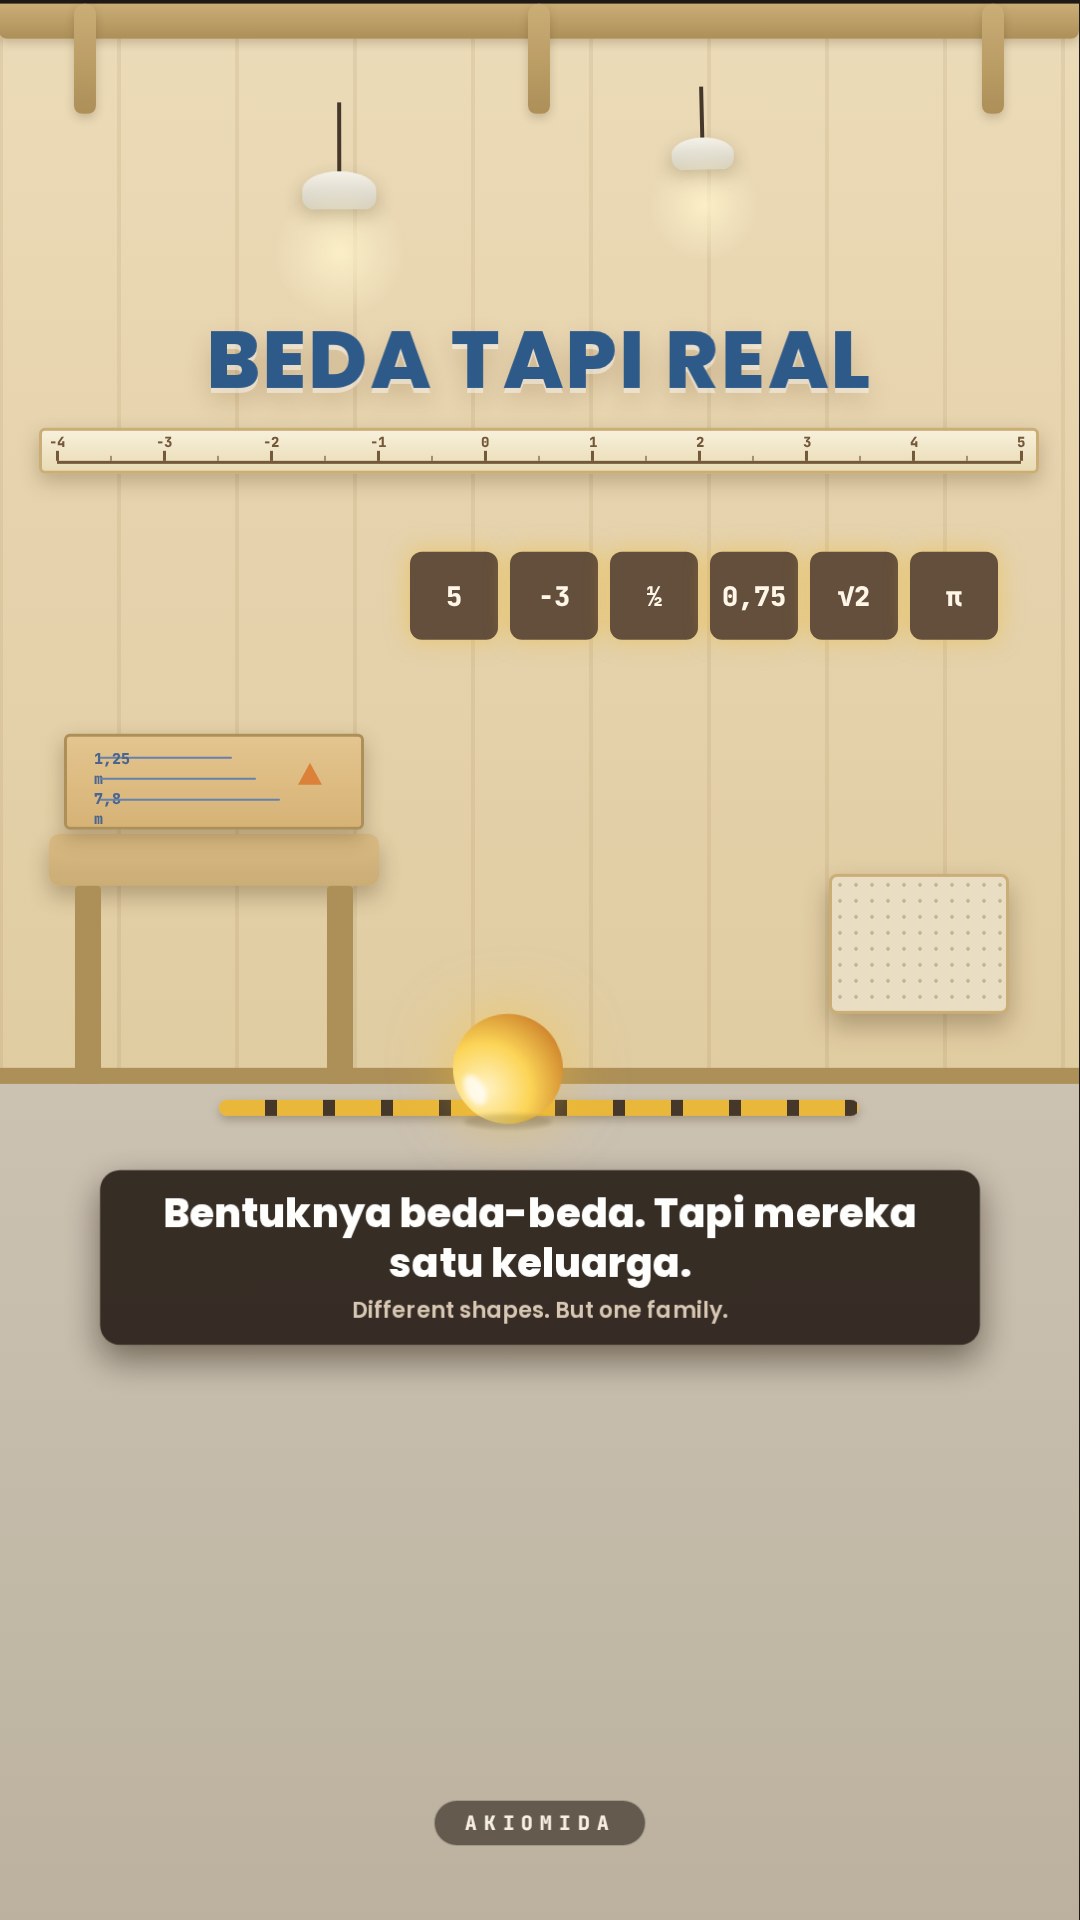 BEDA TAPI REAL
-4 -3 -2 -1 0 1 2 3 4 5
5 -3 ½ 0,75 √2 π
1,25
m
7,8
m
Bentuknya beda-beda. Tapi mereka
satu keluarga.
Different shapes. But one family.
AKIOMIDA